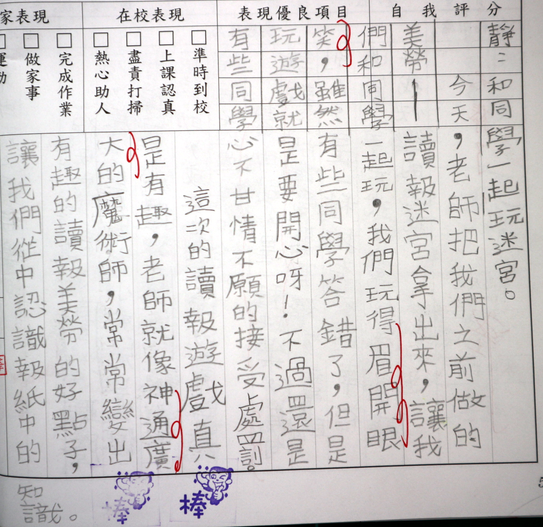 分評我自
目項良優現表
現表校在
現表家
準時到校
上課認真
盡責打掃
熱心助人
完成作業
做家事
運動
靜:和同學一起玩迷宮。
今天,老師把我們之前做的
美勞—讀報迷宮拿出來,讓我
們和同學一起玩,我們玩得眉開眼
笑,雖然有些同學答錯了,但是
玩遊戲就是要開心呀!不過還是
有些同學心不甘情不願的接受處罰。
這次的讀報遊戲真
是有趣,老師就像神通廣
大的魔術師,常常變出
有趣的讀報美勞的好點子,
讓我們從中認識報紙中的
知識。
棒
棒